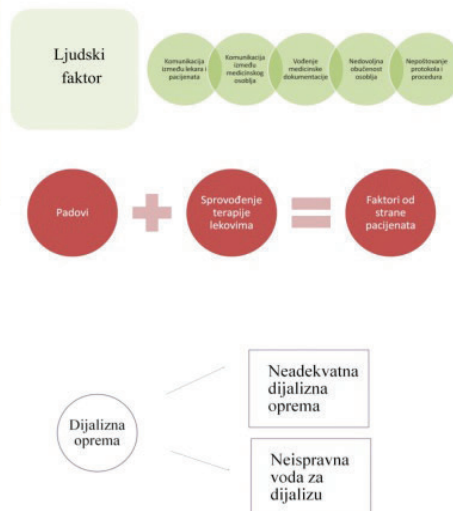 Ljudski
faktor
Komunikacija
između lekara i
pacijenata
Komunikacija
između
medicinskog
osoblja
Vođenje
medicinske
dokumentacije
Nedovoljna
obučenost
osoblja
Nepoštovanje
protokola i
procedura
Padovi
Sprovođenje
terapije
lekovima
Faktori od
strane
pacijenata
Dijalizna
oprema
Neadekvatna
dijalizna
oprema
Neispravna
voda za
dijalizu